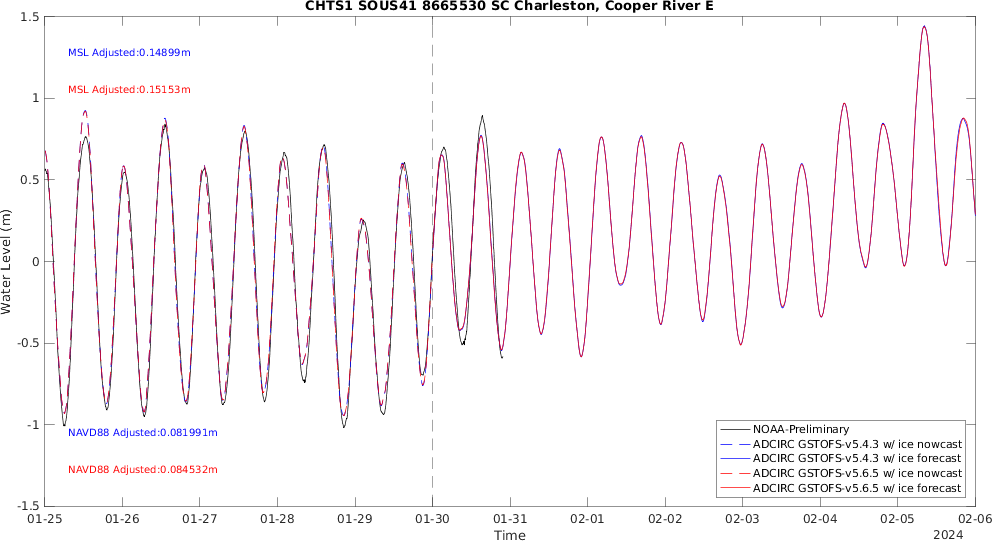 CHTS1 SOUS41 8665530 SC Charleston, Cooper River E
1.5
1
0.5
0
-0.5
-1
-1.5
Water Level (m)
MSL Adjusted:0.14899m
MSL Adjusted:0.15153m
NAVD88 Adjusted:0.081991m
NAVD88 Adjusted:0.084532m
NOAA-Preliminary
ADCIRC GSTOFS-v5.4.3 w/ ice nowcast
ADCIRC GSTOFS-v5.4.3 w/ ice forecast
ADCIRC GSTOFS-v5.6.5 w/ ice nowcast
ADCIRC GSTOFS-v5.6.5 w/ ice forecast
01-25 01-26 01-27 01-28 01-29 01-30 01-31 02-01 02-02 02-03 02-04 02-05 02-06
Time
2024